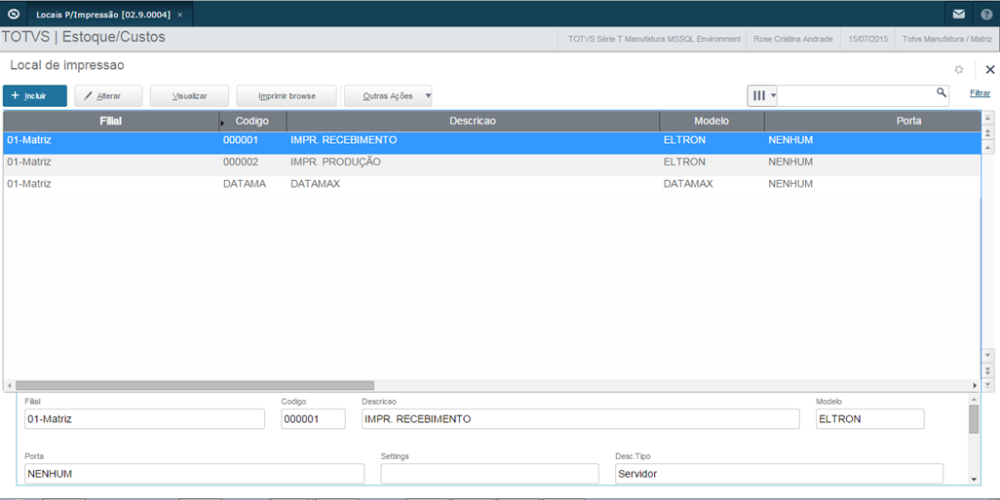 Locais P/Impressão [02.9.0004] ×
TOTVS | Estoque/Custos
TOTVS Série T Manufatura MSSQL Environment Rose Cristina Andrade 15/07/2015 Totvs Manufatura / Matriz
Local de impressao
+ Incluir Alterar Visualizar Imprimir browse Outras Ações Filtrar
Filial Codigo Descricao Modelo Porta
01-Matriz 000001 IMPR. RECEBIMENTO ELTRON NENHUM
01-Matriz 000002 IMPR. PRODUÇÃO ELTRON NENHUM
01-Matriz DATAMA DATAMAX DATAMAX NENHUM
Filial Codigo Descricao Modelo
01-Matriz 000001 IMPR. RECEBIMENTO ELTRON
Porta Settings Desc.Tipo
NENHUM Servidor